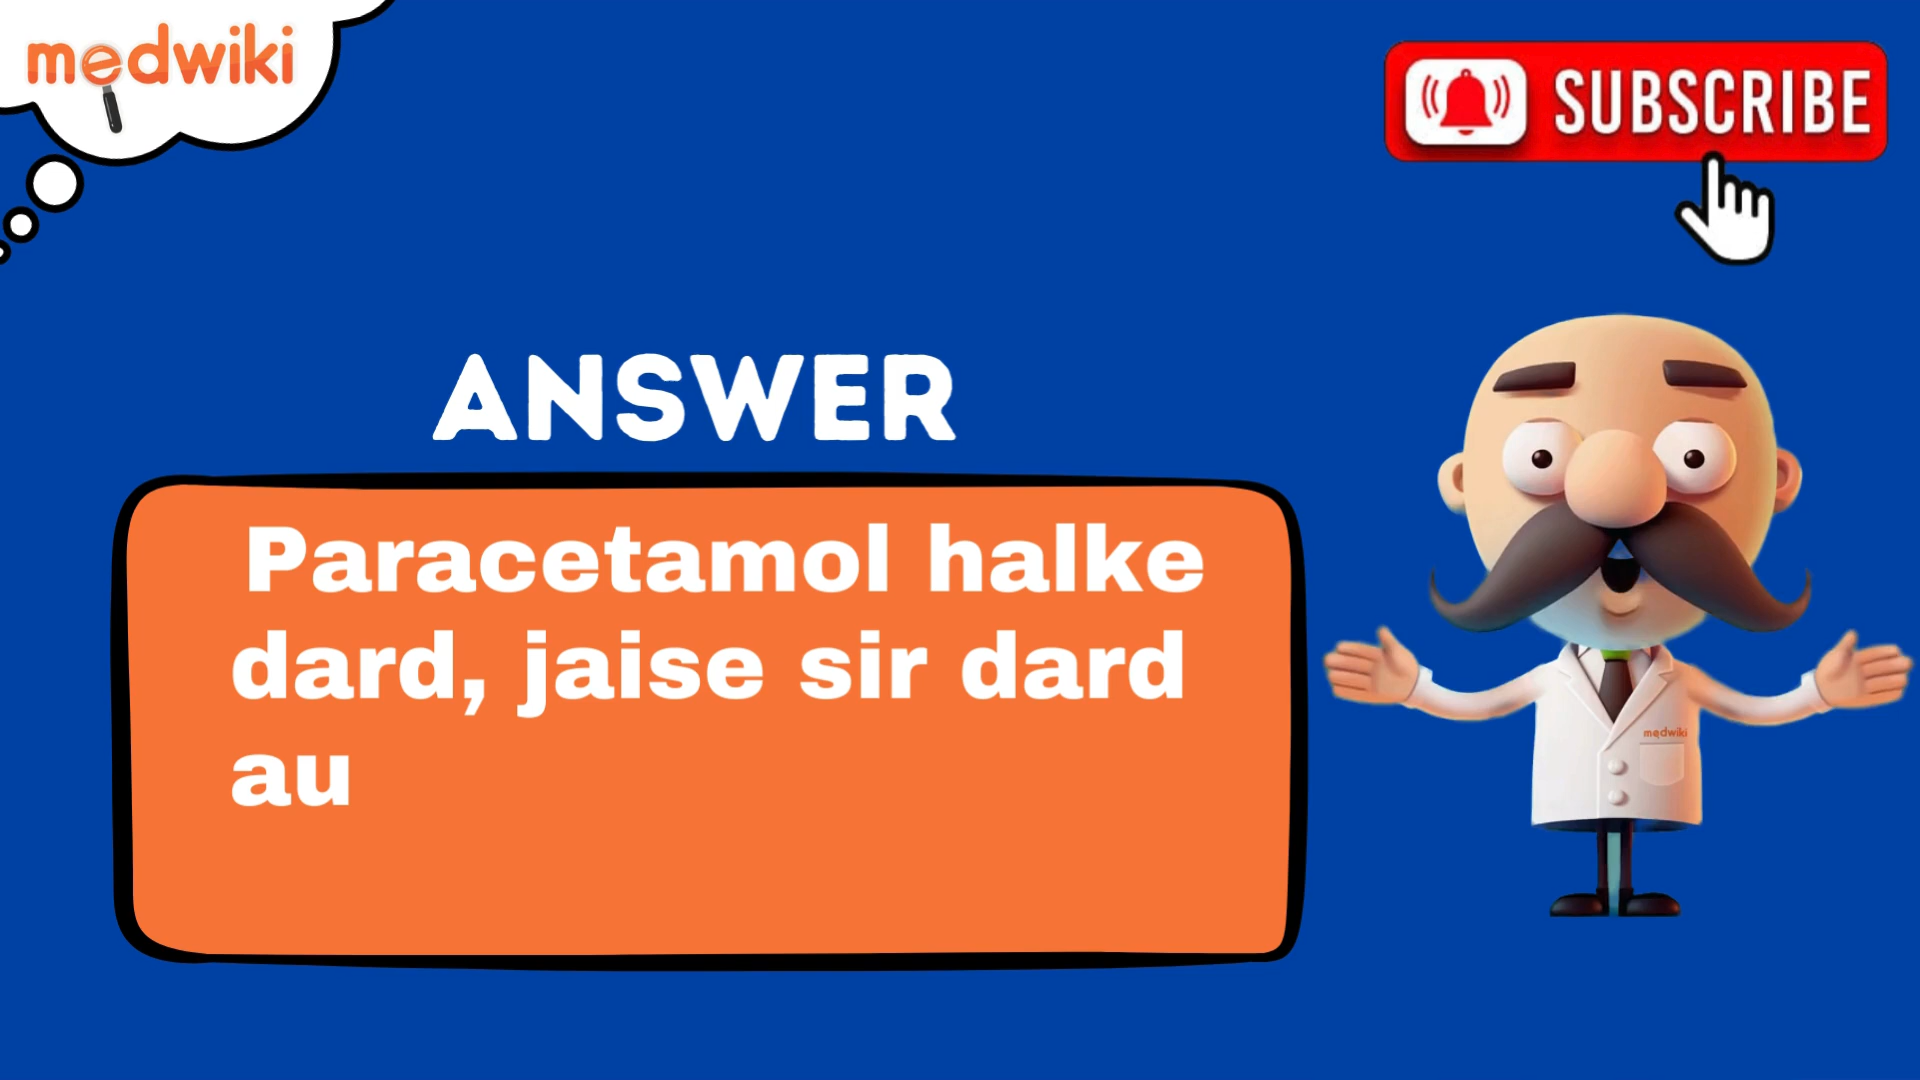 medwiki
SUBSCRIBE
ANSWER
Paracetamol halke
dard, jaise sir dard
au
medwiki